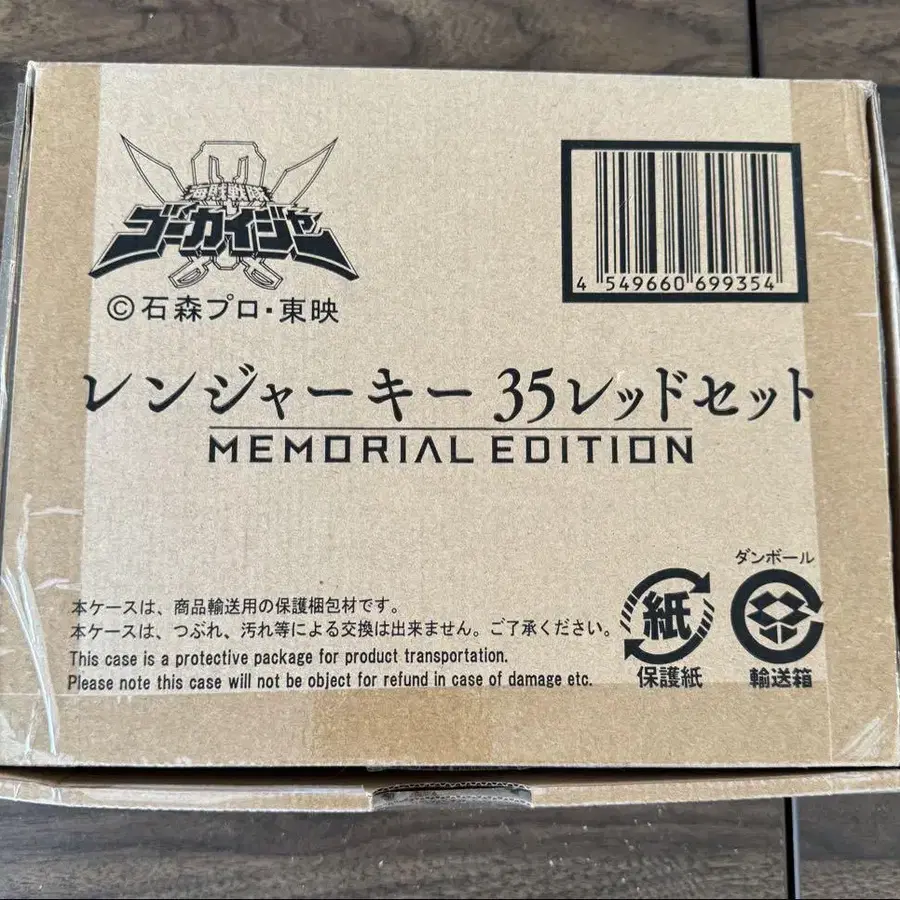 海賊戦隊
ゴーカイジャー
©石森プロ・東映
4 549660 699354
レンジャーキー 35レッドセット
MEMORIAL EDITION
ダンボール
本ケースは、商品輸送用の保護梱包材です。
本ケースは、つぶれ、汚れ等による交換は出来ません。ご了承ください。
This case is a protective package for product transportation.
Please note this case will not be object for refund in case of damage etc.
紙
保護紙
輸送箱